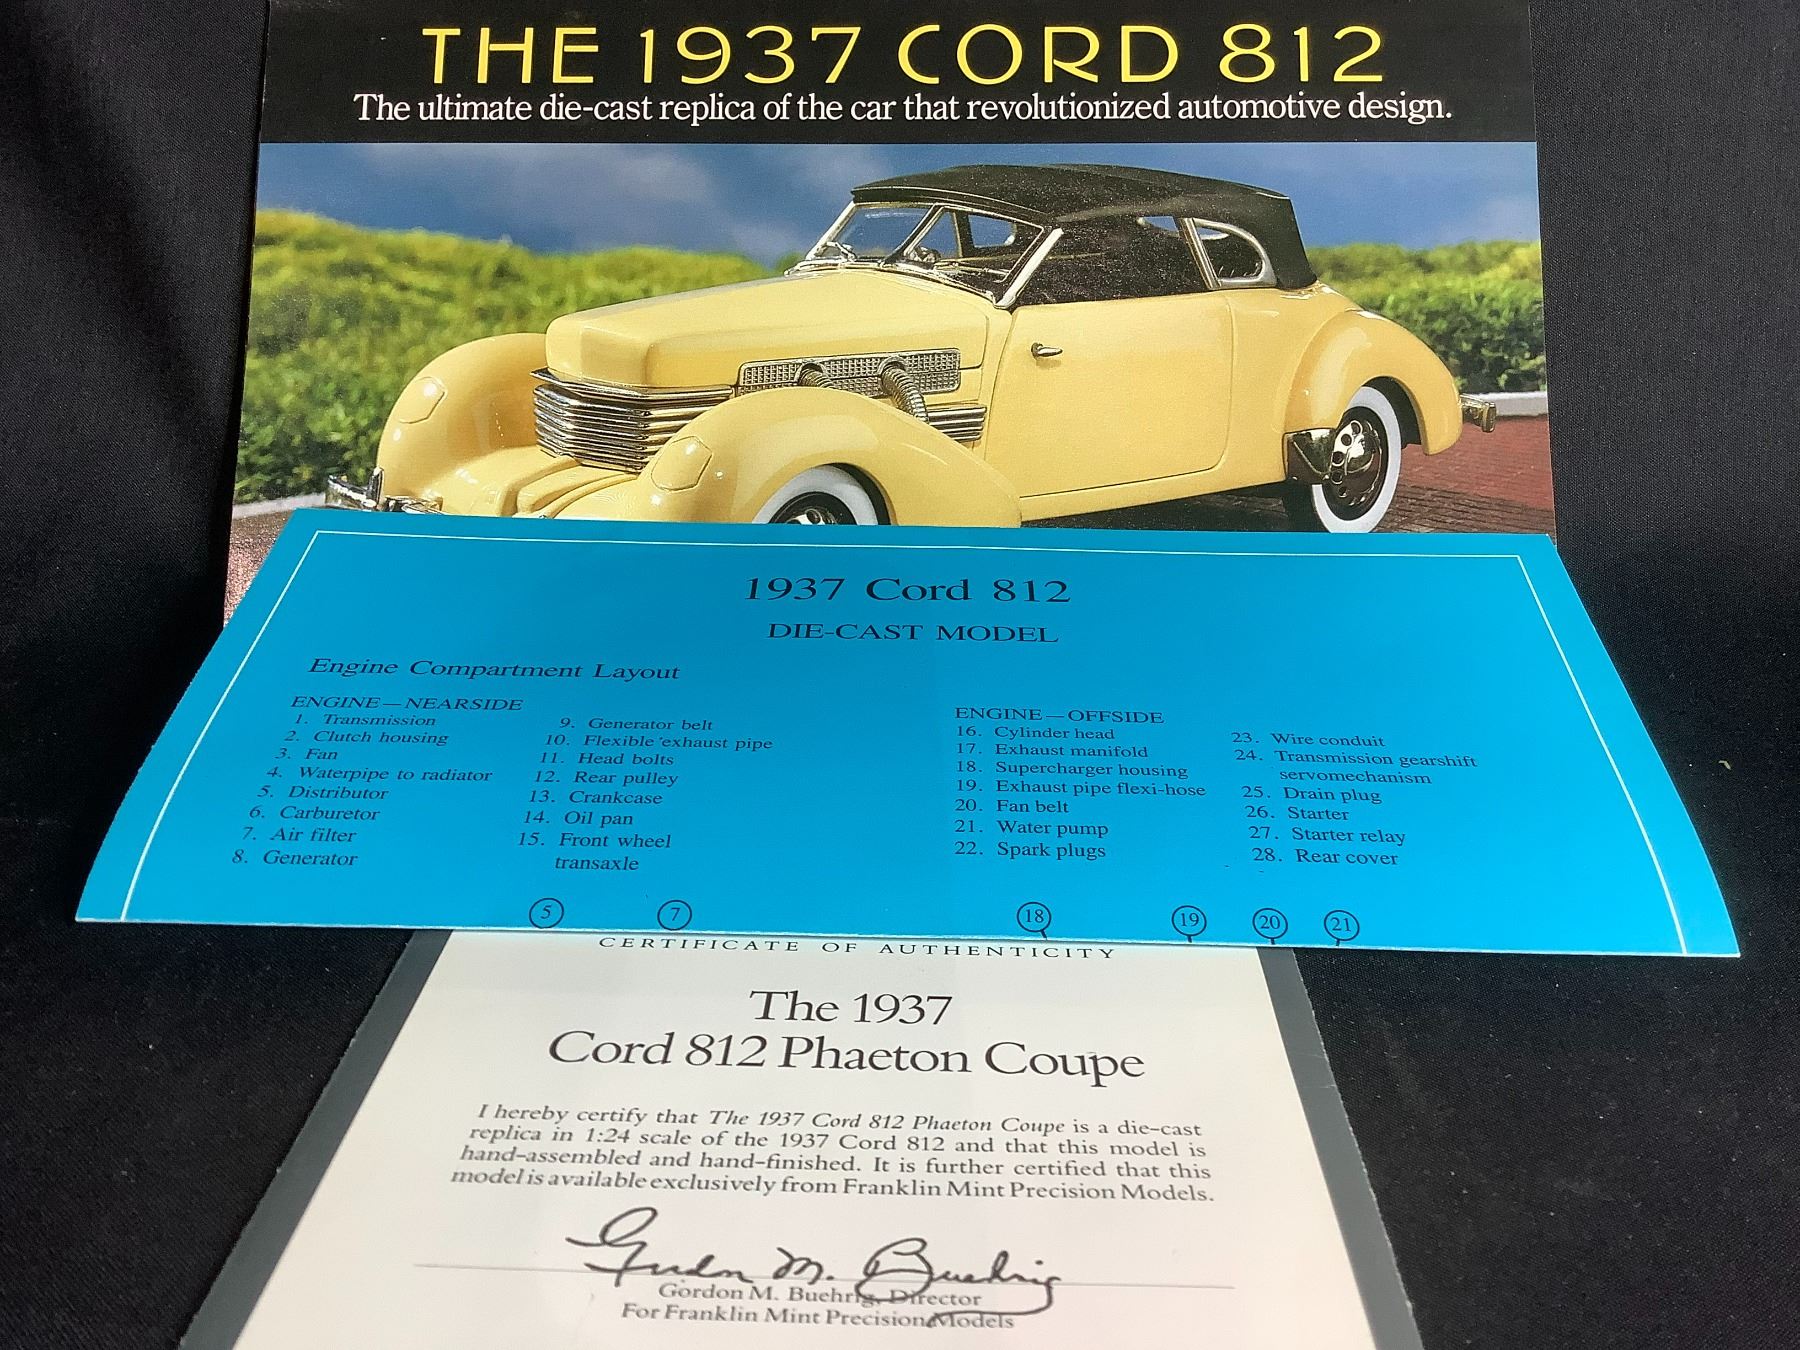 THE 1937 CORD 812
The ultimate die-cast replica of the car that revolutionized automotive design.
1937 Cord 812
DIE-CAST MODEL
Engine Compartment Layout
ENGINE—NEARSIDE
1. Transmission
2. Clutch housing
3. Fan
4. Waterpipe to radiator
5. Distributor
6. Carburetor
7. Air filter
8. Generator
9. Generator belt
10. Flexible exhaust pipe
11. Head bolts
12. Rear pulley
13. Crankcase
14. Oil pan
15. Front wheel
transaxle
ENGINE—OFFSIDE
16. Cylinder head
17. Exhaust manifold
18. Supercharger housing
19. Exhaust pipe flexi-hose
20. Fan belt
21. Water pump
22. Spark plugs
23. Wire conduit
24. Transmission gearshift
servomechanism
25. Drain plug
26. Starter
27. Starter relay
28. Rear cover
5 7 18 19 20 21
CERTIFICATE OF AUTHENTICITY
The 1937
Cord 812 Phaeton Coupe
I hereby certify that The 1937 Cord 812 Phaeton Coupe is a die-cast
replica in 1:24 scale of the 1937 Cord 812 and that this model is
hand-assembled and hand-finished. It is further certified that this
model is available exclusively from Franklin Mint Precision Models.
Gordon M. Buehrig
Gordon M. Buehrig, Director
For Franklin Mint Precision Models